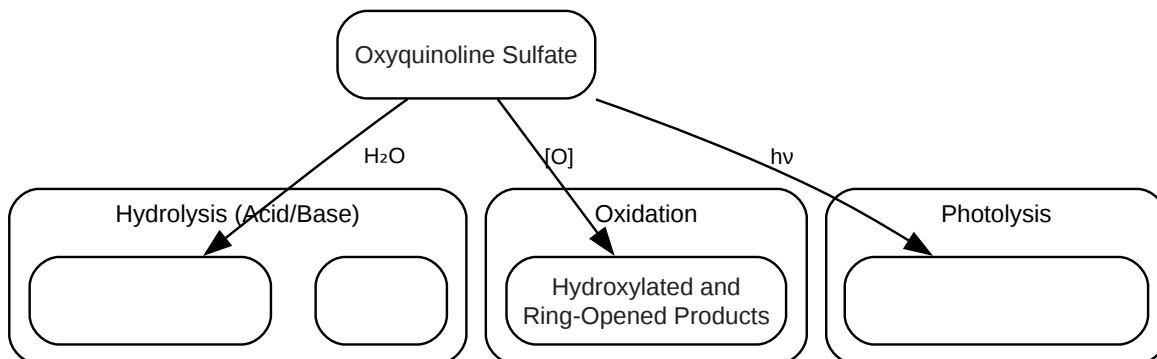 Oxyquinoline Sulfate
H₂O
[O]
hν
Hydrolysis (Acid/Base)
Oxidation
Photolysis
Hydroxylated and
Ring-Opened Products